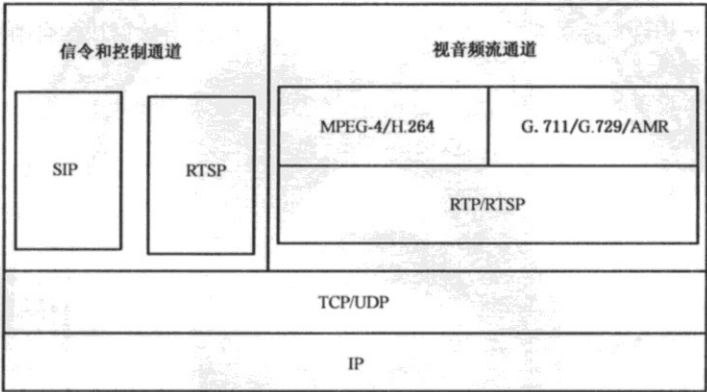 信令和控制通道
视音频流通道
SIP
RTSP
MPEG-4/H.264
G.711/G.729/AMR
RTP/RTSP
TCP/UDP
IP